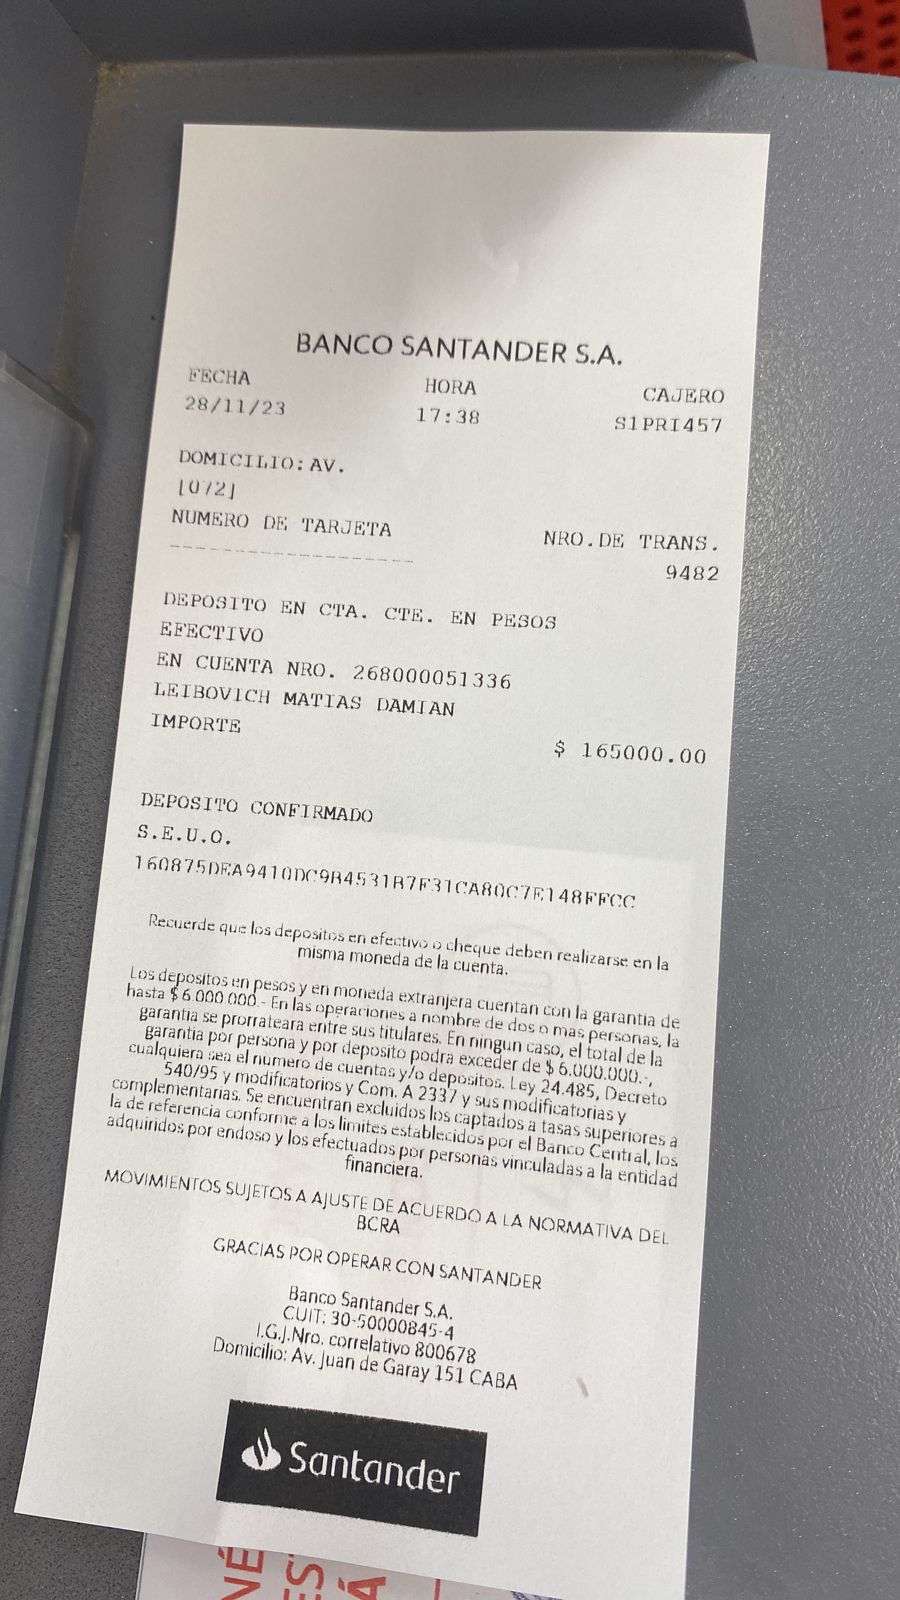 BANCO SANTANDER S.A.
FECHA HORA CAJERO
28/11/23 17:38 S1PRI457
DOMICILIO: AV.
[072]
NUMERO DE TARJETA NRO.DE TRANS.
------------------- 9482
DEPOSITO EN CTA. CTE. EN PESOS
EFECTIVO
EN CUENTA NRO. 268000051336
LEIBOVICH MATIAS DAMIAN
IMPORTE
$ 165000.00
DEPOSITO CONFIRMADO
S.E.U.O.
160875DEA9410DC9B4531B7F31CA80C7E148FFCC
Recuerde que los depositos en efectivo o cheque deben realizarse en la
misma moneda de la cuenta.
Los depositos en pesos y en moneda extranjera cuentan con la garantia de
hasta $ 6.000.000.- En las operaciones a nombre de dos o mas personas, la
garantia se prorrateara entre sus titulares. En ningun caso, el total de la
garantia por persona y por deposito podra exceder de $ 6.000.000.-,
cualquiera sea el numero de cuentas y/o depositos. Ley 24.485, Decreto
540/95 y modificatorios y Com. A 2337 y sus modificatorias y
complementarias. Se encuentran excluidos los captados a tasas superiores a
la de referencia conforme a los limites establecidos por el Banco Central, los
adquiridos por endoso y los efectuados por personas vinculadas a la entidad
financiera.
MOVIMIENTOS SUJETOS A AJUSTE DE ACUERDO A LA NORMATIVA DEL
BCRA
GRACIAS POR OPERAR CON SANTANDER
Banco Santander S.A.
CUIT: 30-50000845-4
I.G.J.Nro. correlativo 800678
Domicilio: Av. Juan de Garay 151 CABA
Santander